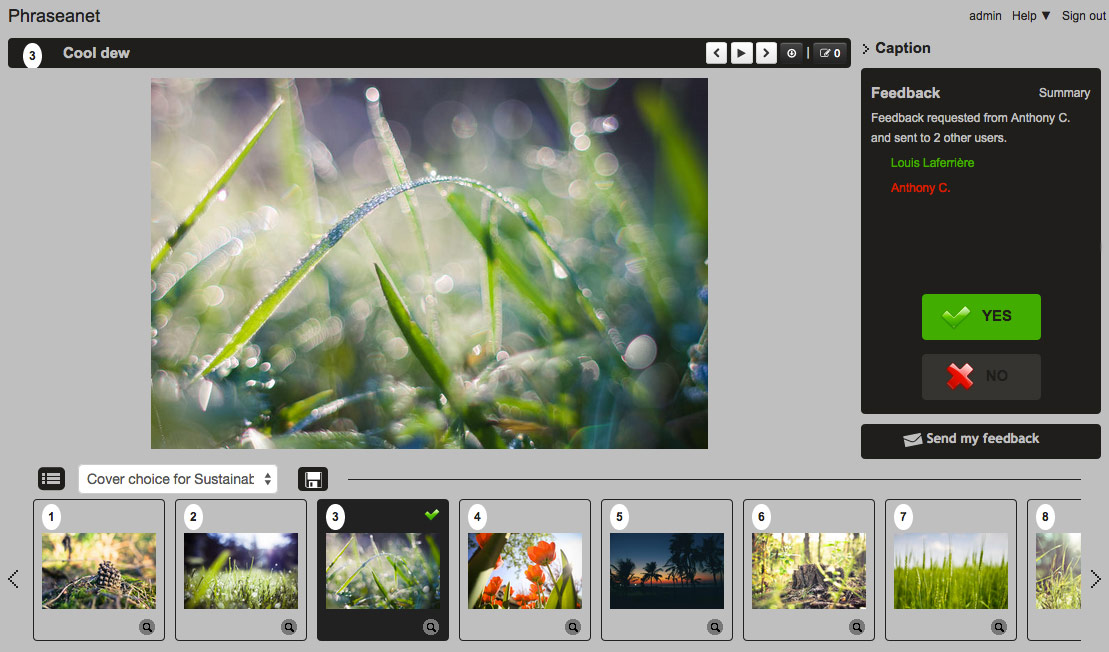 Phraseanet
admin Help ▼ Sign out
3 Cool dew
| 0
Caption
Feedback Summary
Feedback requested from Anthony C.
and sent to 2 other users.
Louis Laferrière
Anthony C.
YES
NO
Send my feedback
Cover choice for Sustainab
1 2 3 4 5 6 7 8